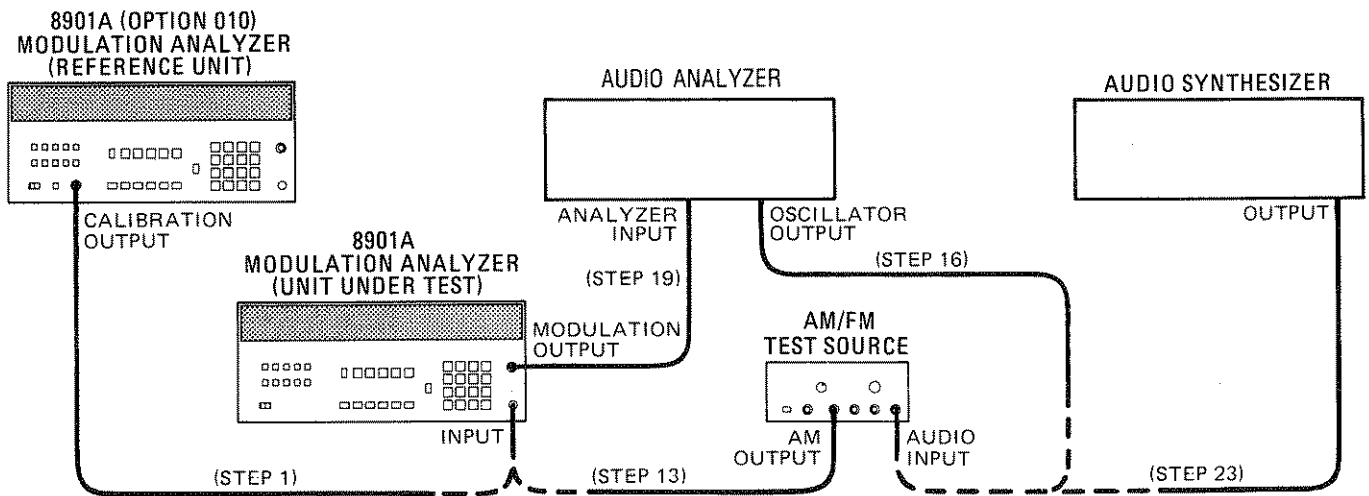 8901A (OPTION 010)
MODULATION ANALYZER
(REFERENCE UNIT)
CALIBRATION
OUTPUT
8901A
MODULATION ANALYZER
(UNIT UNDER TEST)
MODULATION
OUTPUT
INPUT
(STEP 1)
AUDIO ANALYZER
ANALYZER
INPUT
OSCILLATOR
OUTPUT
(STEP 19)
(STEP 16)
AM/FM
TEST SOURCE
AM
OUTPUT
AUDIO
INPUT
(STEP 13)
AUDIO SYNTHESIZER
OUTPUT
(STEP 23)